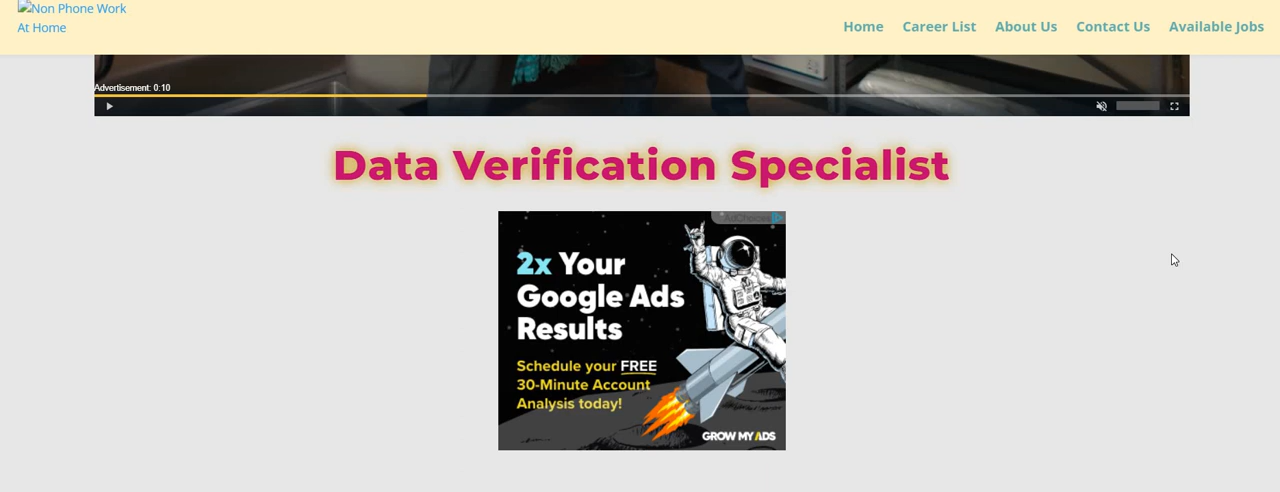 Non Phone Work
At Home
Home Career List About Us Contact Us Available Jobs
Advertisement: 0:10
Data Verification Specialist
AdChoices
2x Your
Google Ads
Results
Schedule your FREE
30-Minute Account
Analysis today!
GROW MY ADS